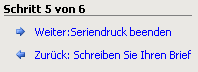 Schritt 5 von 6
Weiter:Seriendruck beenden
Zurück: Schreiben Sie Ihren Brief